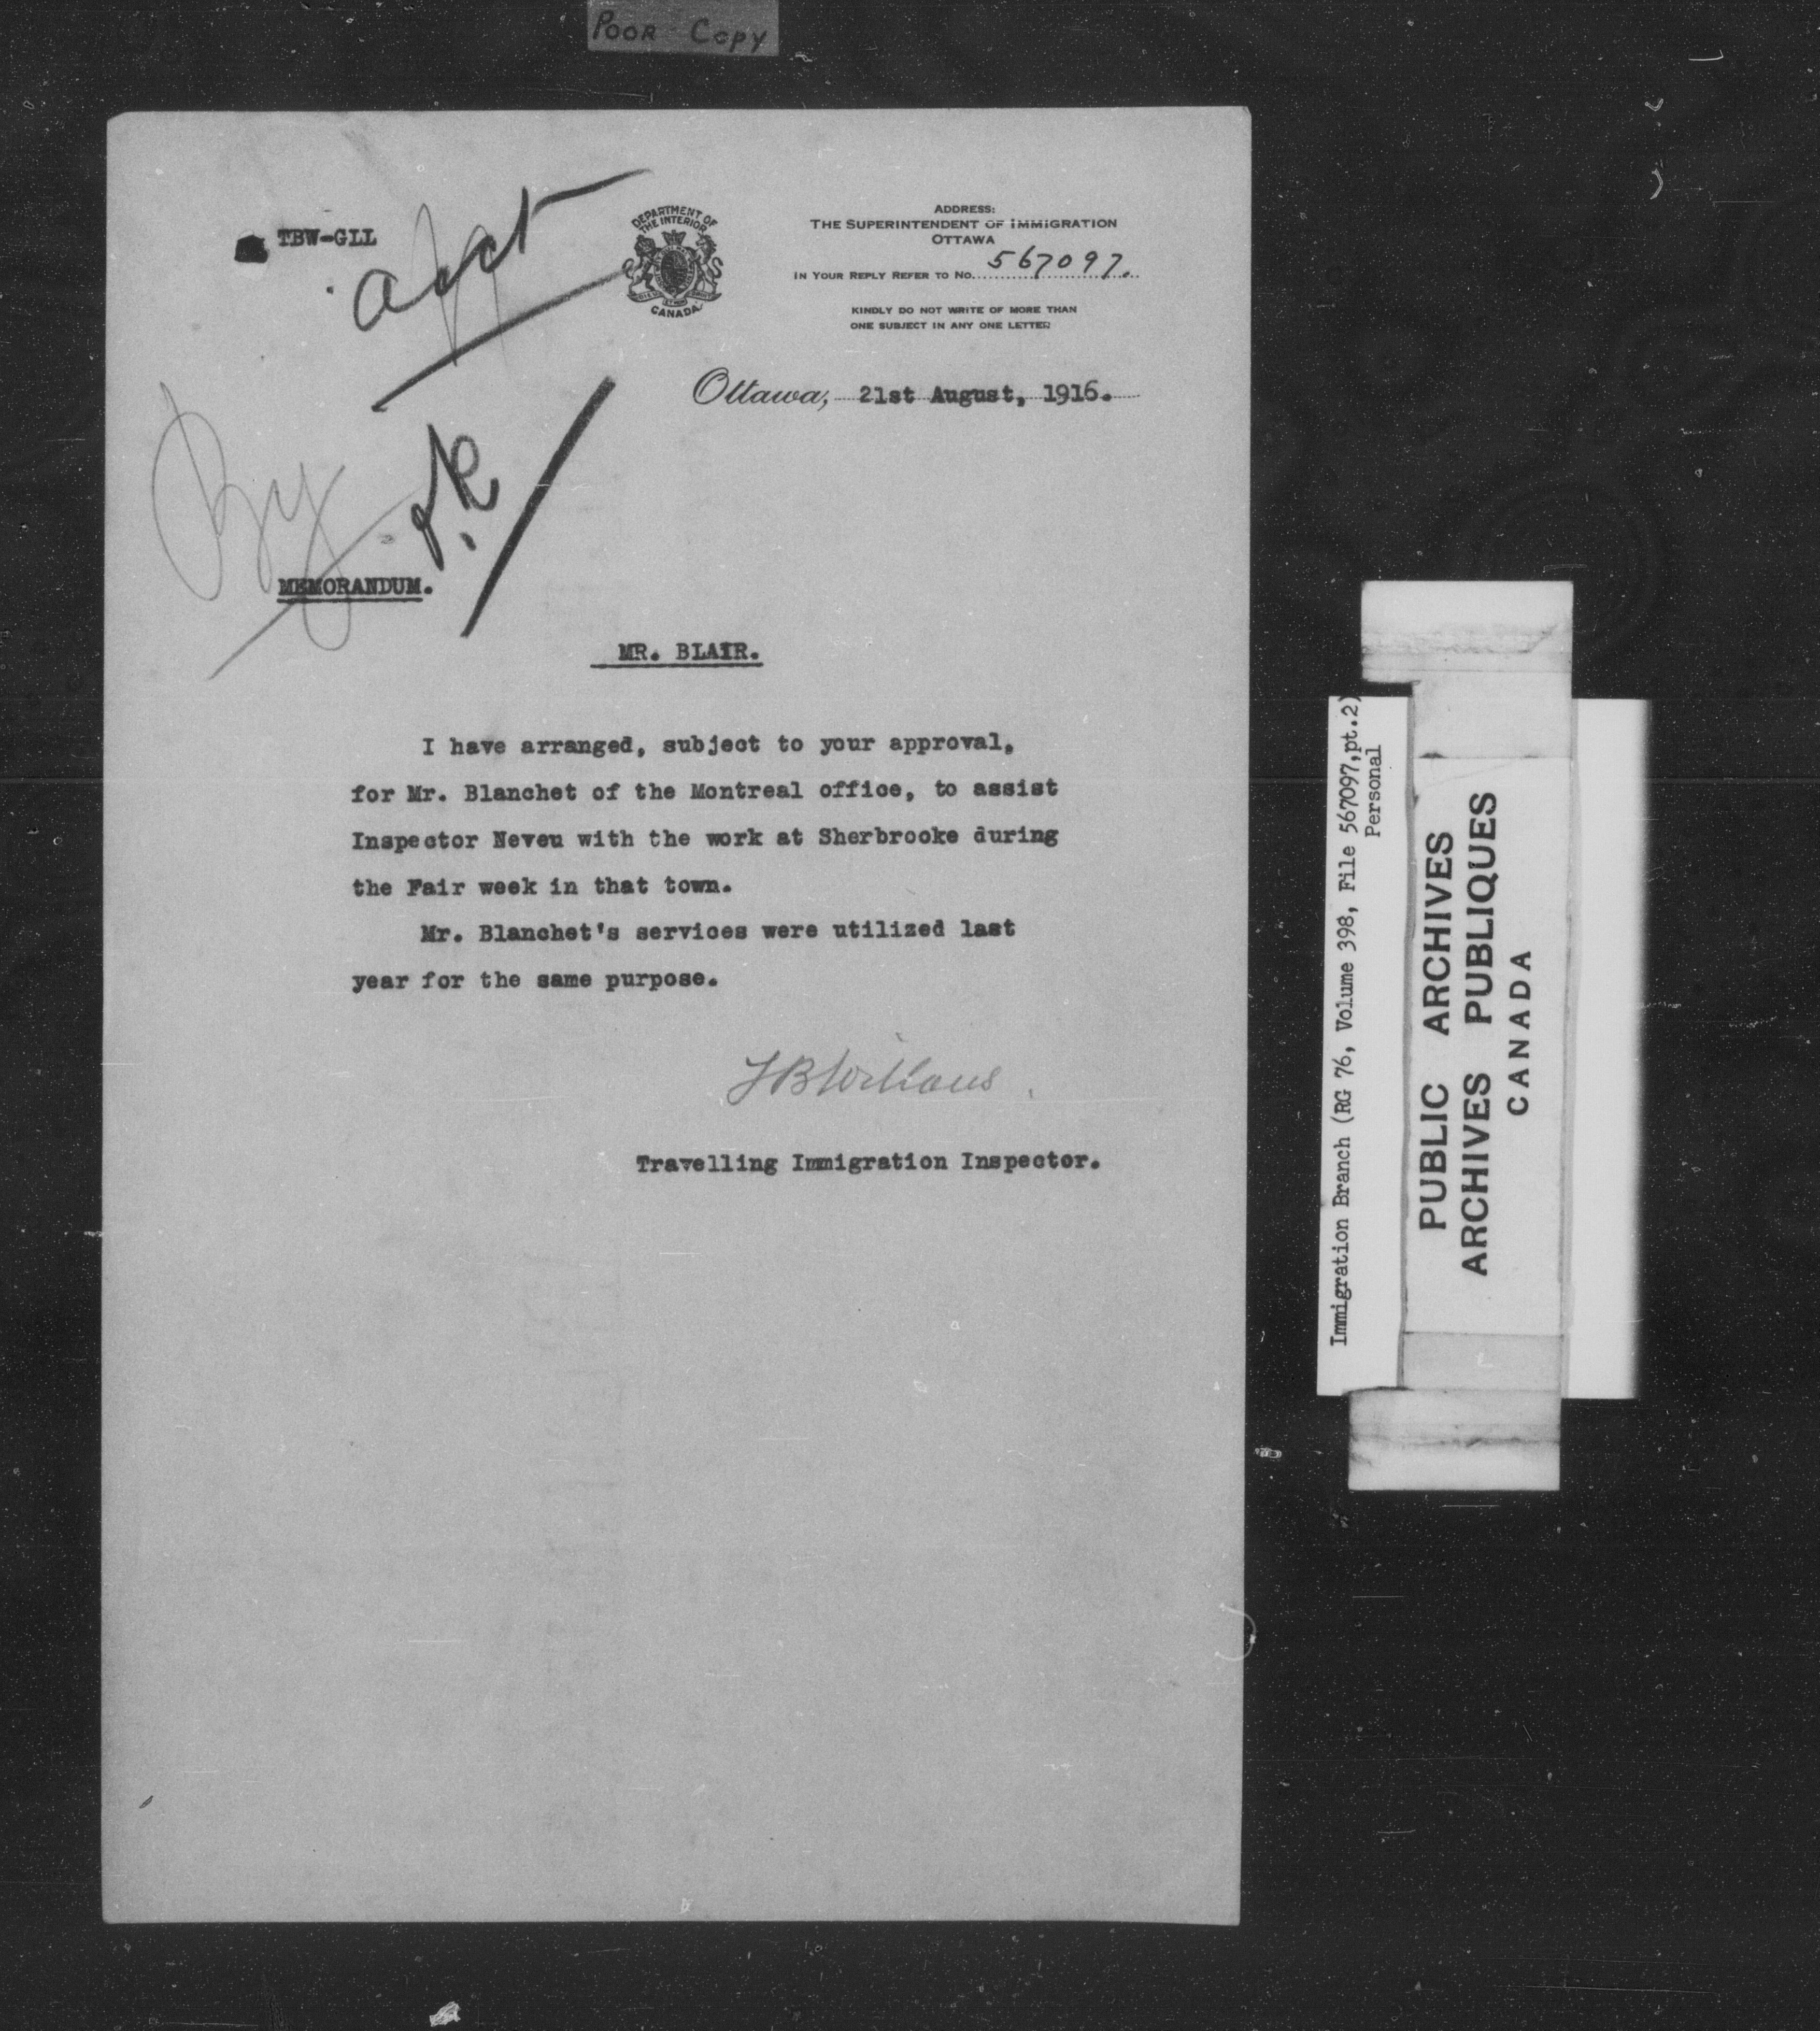 POOR COPY
TBW-GLL
DEPARTMENT OF
THE INTERIOR
CANADA
ADDRESS:
THE SUPERINTENDENT OF IMMIGRATION
OTTAWA
IN YOUR REPLY REFER TO No. 567097.
KINDLY DO NOT WRITE OF MORE THAN
ONE SUBJECT IN ANY ONE LETTER
Ottawa, 21st August, 1916.
O.K
MEMORANDUM.
MR. BLAIR.
I have arranged, subject to your approval,
for Mr. Blanchet of the Montreal office, to assist
Inspector Neveu with the work at Sherbrooke during
the Fair week in that town.
Mr. Blanchet's services were utilized last
year for the same purpose.
Travelling Immigration Inspector.
Immigration Branch (RG 76, Volume 398, File 567097,pt.2)
Personal
PUBLIC ARCHIVES
ARCHIVES PUBLIQUES
CANADA